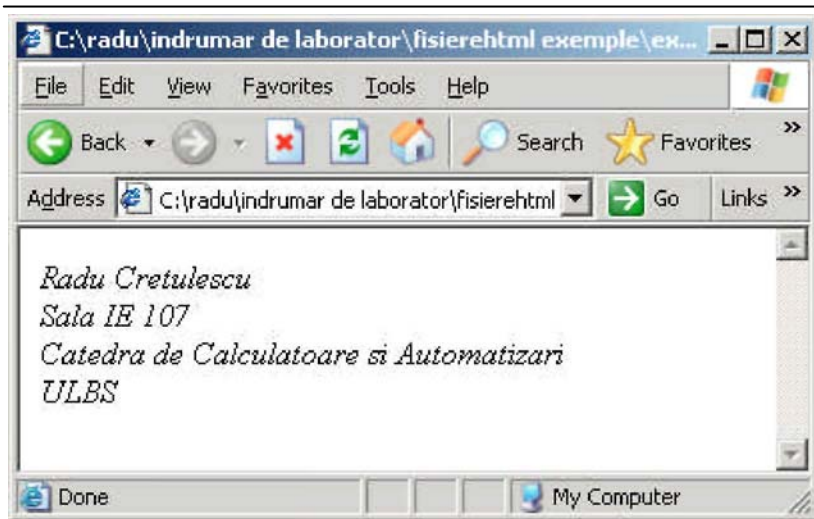 C:\radu\indrumar de laborator\fisierehtml exemple\ex...
File Edit View Favorites Tools Help
Back Search Favorites »
Address C:\radu\indrumar de laborator\fisierehtml Go Links »
Radu Cretulescu
Sala IE 107
Catedra de Calculatoare si Automatizari
ULBS
Done My Computer